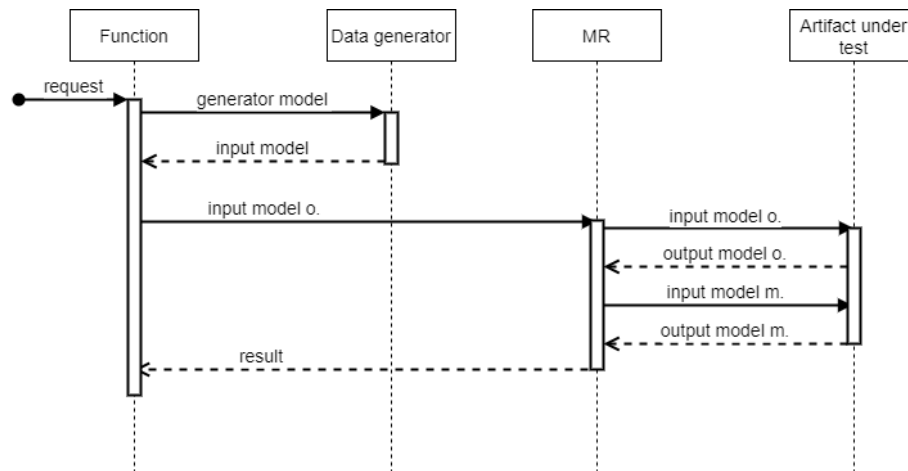 Function
Data generator
MR
Artifact under
test
request
generator model
input model
input model o.
input model o.
output model o.
input model m.
output model m.
result